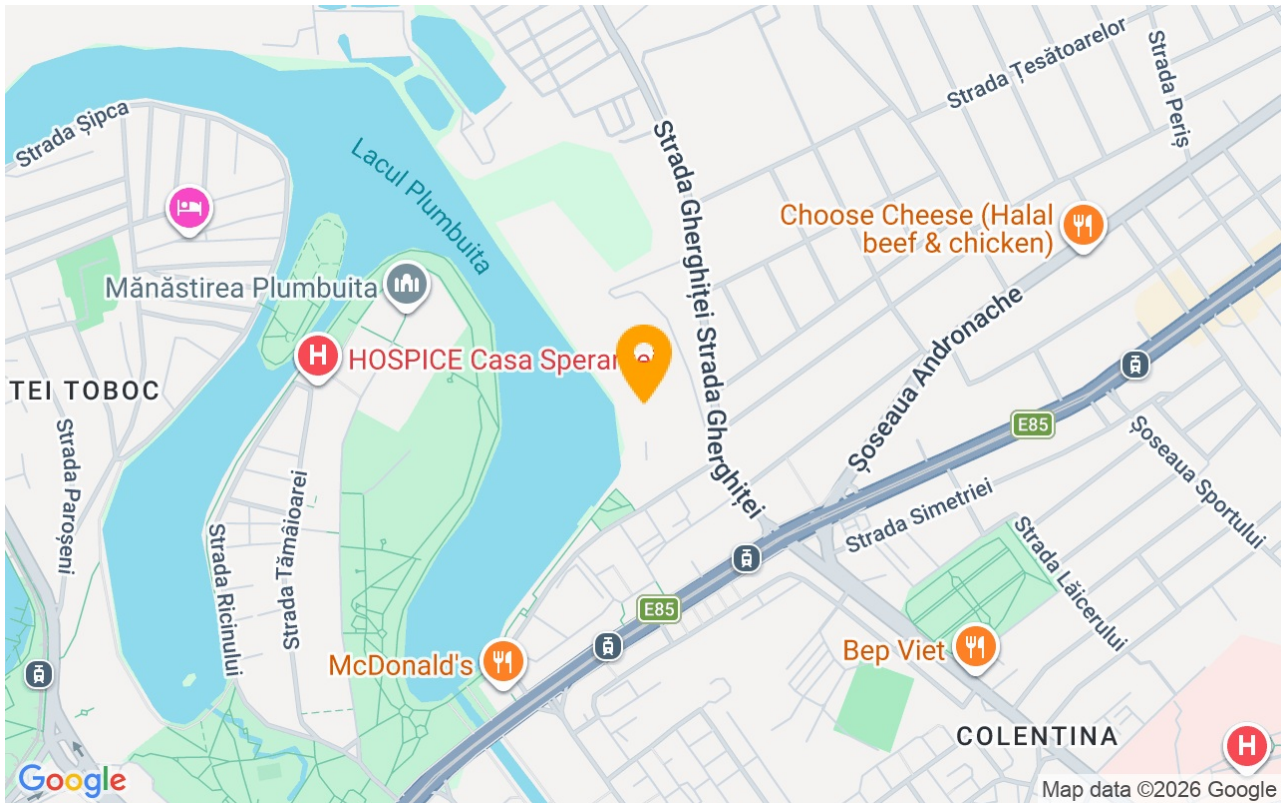 Strada Țesătoarelor
Strada Periș
Strada Șipca
Lacul Plumbuita
Strada Gherghiței
Strada Gherghiței
Choose Cheese (Halal
beef & chicken)
Mănăstirea Plumbuita
HOSPICE Casa Speran
H
TEI TOBOC
Șoseaua Andronache
E85
Strada Paroșeni
Strada Ricinului
Strada Tămâioarei
Strada Simetriei
Șoseaua Sportului
Strada Lăicerului
E85
McDonald's
Bep Viet
COLENTINA
H
Google
Map data ©2026 Google